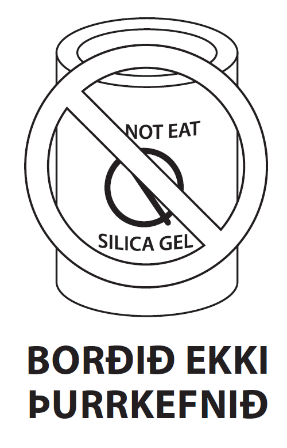 NOT EAT
SILICA GEL
BORÐIÐ EKKI
ÞURRKEFNIÐ